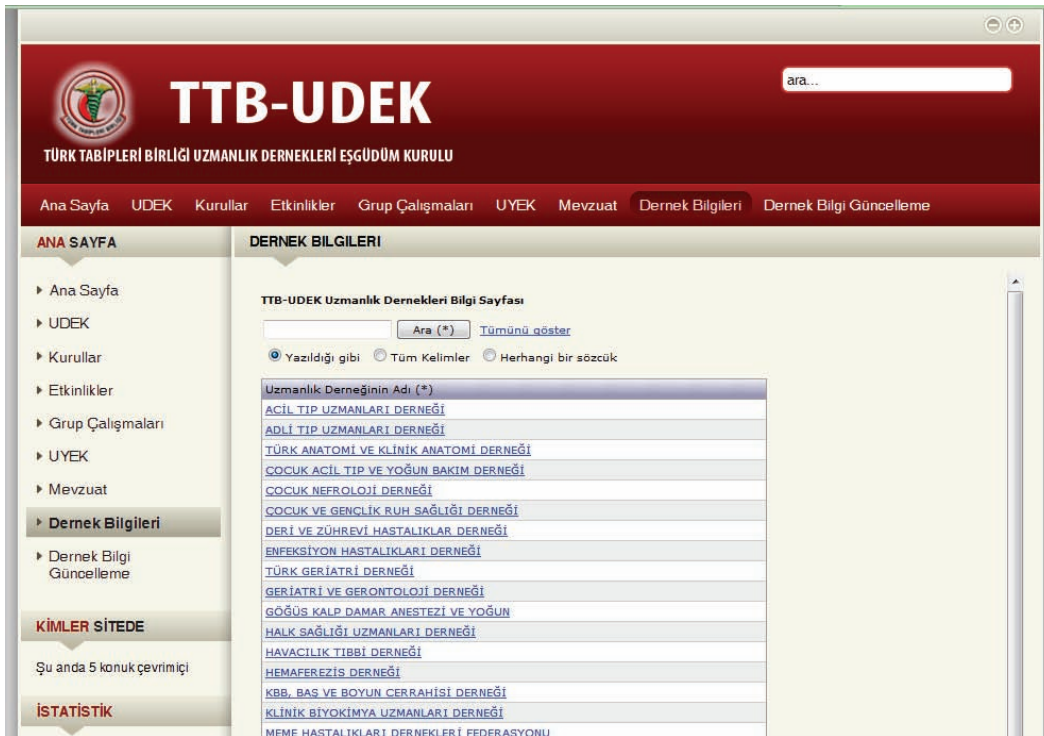 ara...
TTB-UDEK
TÜRK TABİPLERİ BİRLİĞİ UZMANLIK DERNEKLERİ EŞGÜDÜM KURULU
Ana Sayfa UDEK Kurullar Etkinlikler Grup Çalışmaları UYEK Mevzuat Dernek Bilgileri Dernek Bilgi Güncelleme
ANA SAYFA
Ana Sayfa
UDEK
Kurullar
Etkinlikler
Grup Çalışmaları
UYEK
Mevzuat
Dernek Bilgileri
Dernek Bilgi
Güncelleme
KİMLER SİTEDE
Şu anda 5 konuk çevrimiçi
İSTATİSTİK
DERNEK BILGILERI
TTB-UDEK Uzmanlık Dernekleri Bilgi Sayfası
Ara (*) Tümünü göster
Yazıldığı gibi Tüm Kelimler Herhangi bir sözcük
Uzmanlık Derneğinin Adı (*)
ACİL TIP UZMANLARI DERNEĞİ
ADLİ TIP UZMANLARI DERNEĞİ
TÜRK ANATOMİ VE KLİNİK ANATOMİ DERNEĞİ
ÇOCUK ACİL TIP VE YOĞUN BAKIM DERNEĞİ
ÇOCUK NEFROLOJİ DERNEĞİ
ÇOCUK VE GENÇLİK RUH SAĞLIĞI DERNEĞİ
DERİ VE ZÜHREVİ HASTALIKLAR DERNEĞİ
ENFEKSİYON HASTALIKLARI DERNEĞİ
TÜRK GERİATRİ DERNEĞİ
GERİATRİ VE GERONTOLOJİ DERNEĞİ
GÖĞÜS KALP DAMAR ANESTEZİ VE YOĞUN
HALK SAĞLIĞI UZMANLARI DERNEĞİ
HAVACILIK TIBBİ DERNEĞİ
HEMAFEREZİS DERNEĞİ
KBB, BAŞ VE BOYUN CERRAHİSİ DERNEĞİ
KLİNİK BİYOKİMYA UZMANLARI DERNEĞİ
MEME HASTALIKLARI DERNEKLERİ FEDERASYONU